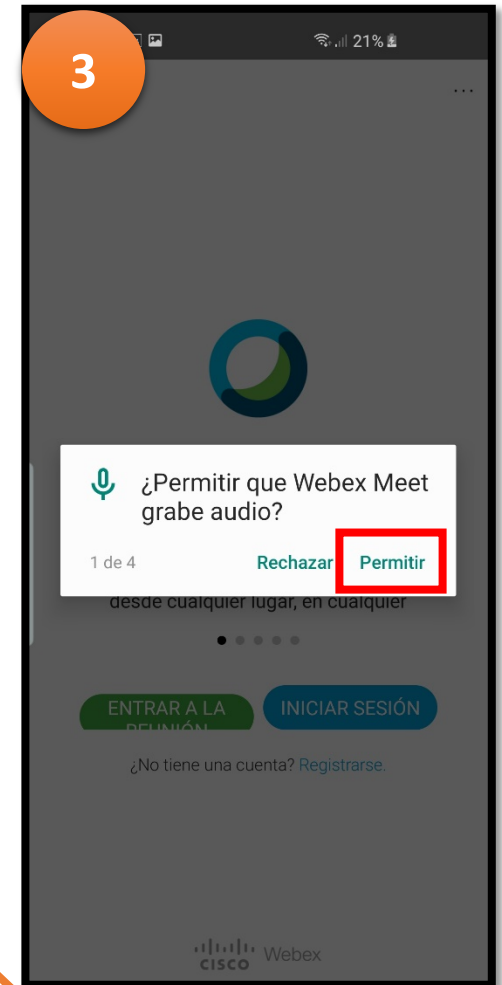 3
21%
...
¿Permitir que Webex Meet
grabe audio?
1 de 4
Rechazar
Permitir
desde cualquier lugar, en cualquier
ENTRAR A LA
REUNIÓN
INICIAR SESIÓN
¿No tiene una cuenta? Registrarse.
CISCO Webex